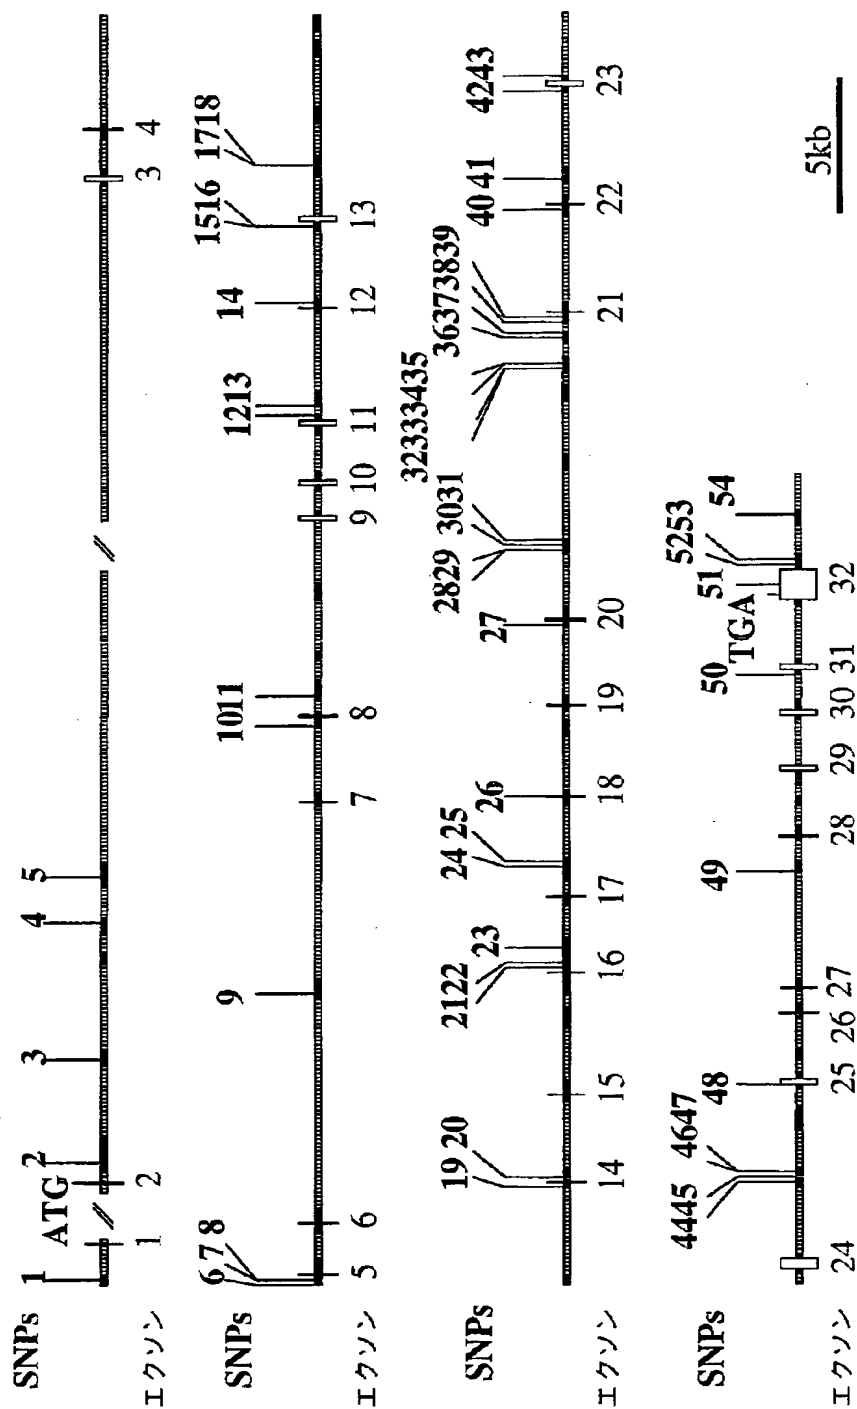 SNPs 1 ATG 2 3 4 5
エクソン 1 2 3 4
SNPs 6 7 8 9 1011 1213 14 1516 1718
エクソン 5 6 7 8 9 10 11 12 13
SNPs 19 20 2122 23 24 25 26 27 2829 3031 32333435 36373839 40 41 4243
エクソン 14 15 16 17 18 19 20 21 22 23
SNPs 4445 4647 48 49 50 TGA 51 5253 54
エクソン 24 25 26 27 28 29 30 31 32
5kb